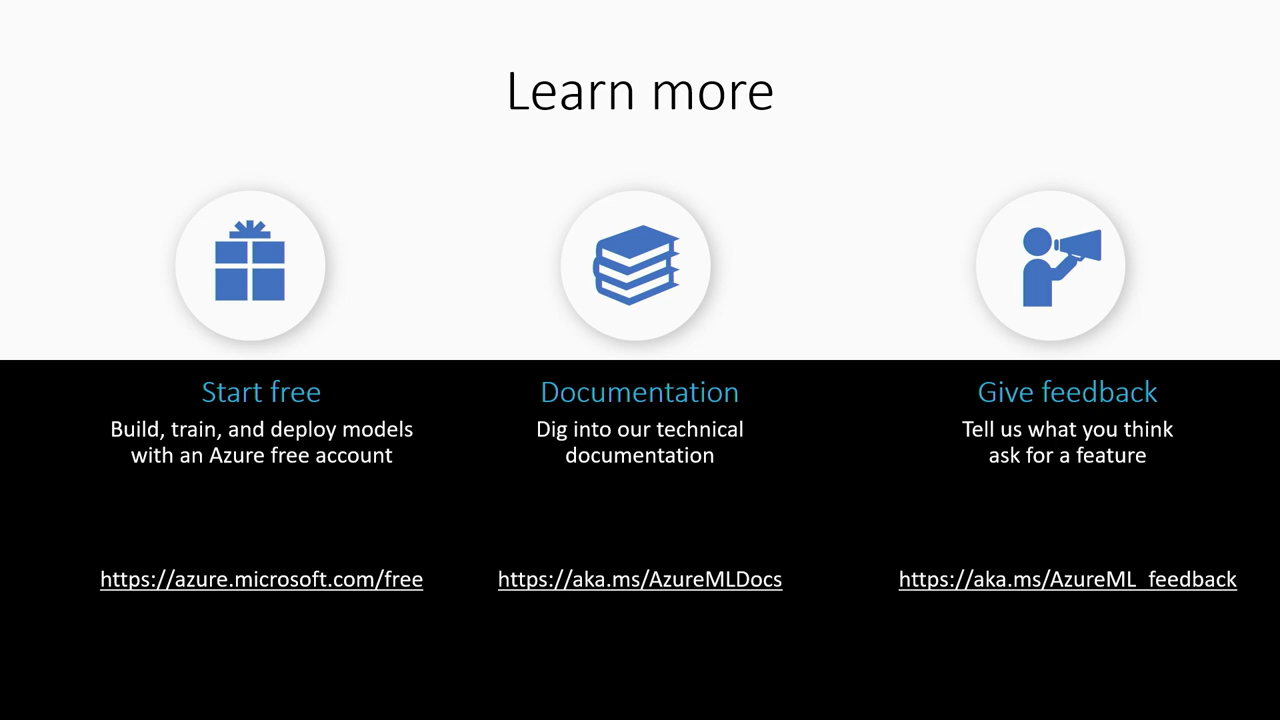 Learn more
Start free
Build, train, and deploy models
with an Azure free account
https://azure.microsoft.com/free
Documentation
Dig into our technical
documentation
https://aka.ms/AzureMLDocs
Give feedback
Tell us what you think
ask for a feature
https://aka.ms/AzureML_feedback